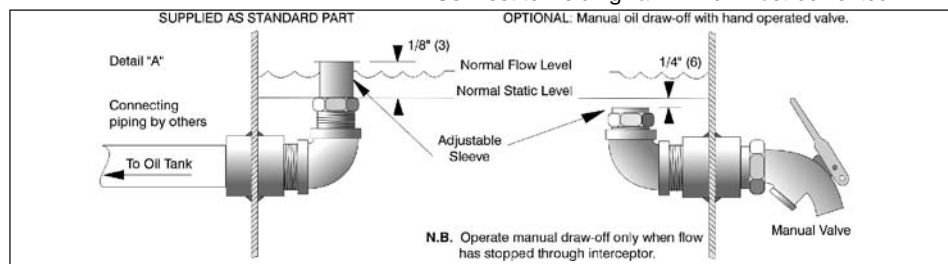 SUPPLIED AS STANDARD PART
OPTIONAL: Manual oil draw-off with hand operated valve.
Detail "A"
1/8" (3)
Normal Flow Level
1/4" (6)
Normal Static Level
Connecting
piping by others
Adjustable
Sleeve
To Oil Tank
Manual Valve
N.B. Operate manual draw-off only when flow
has stopped through interceptor.